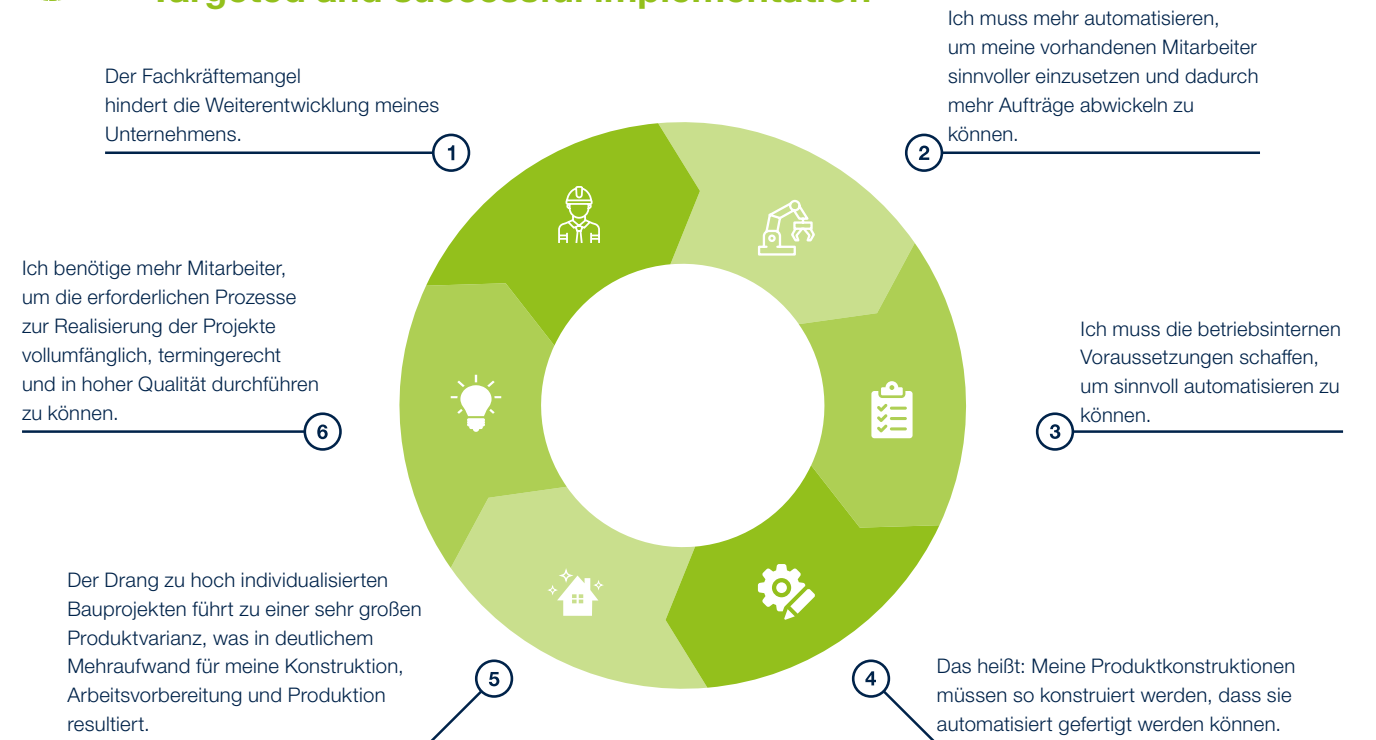 Targeted and successful implementation
Der Fachkräftemangel
hindert die Weiterentwicklung meines
Unternehmens.
1
Ich muss mehr automatisieren,
um meine vorhandenen Mitarbeiter
sinnvoller einzusetzen und dadurch
mehr Aufträge abwickeln zu
können.
2
Ich muss die betriebsinternen
Voraussetzungen schaffen,
um sinnvoll automatisieren zu
können.
3
Das heißt: Meine Produktkonstruktionen
müssen so konstruiert werden, dass sie
automatisiert gefertigt werden können.
4
Der Drang zu hoch individualisierten
Bauprojekten führt zu einer sehr großen
Produktvarianz, was in deutlichem
Mehraufwand für meine Konstruktion,
Arbeitsvorbereitung und Produktion
resultiert.
5
Ich benötige mehr Mitarbeiter,
um die erforderlichen Prozesse
zur Realisierung der Projekte
vollumfänglich, termingerecht
und in hoher Qualität durchführen
zu können.
6